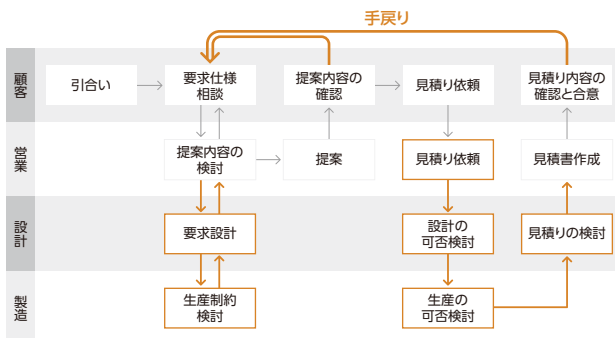 手戻り
顧客
引合い
要求仕様
相談
提案内容の
確認
見積り依頼
見積り内容の
確認と合意
営業
提案内容の
検討
提案
見積り依頼
見積書作成
設計
要求設計
設計の
可否検討
見積りの検討
製造
生産制約
検討
生産の
可否検討